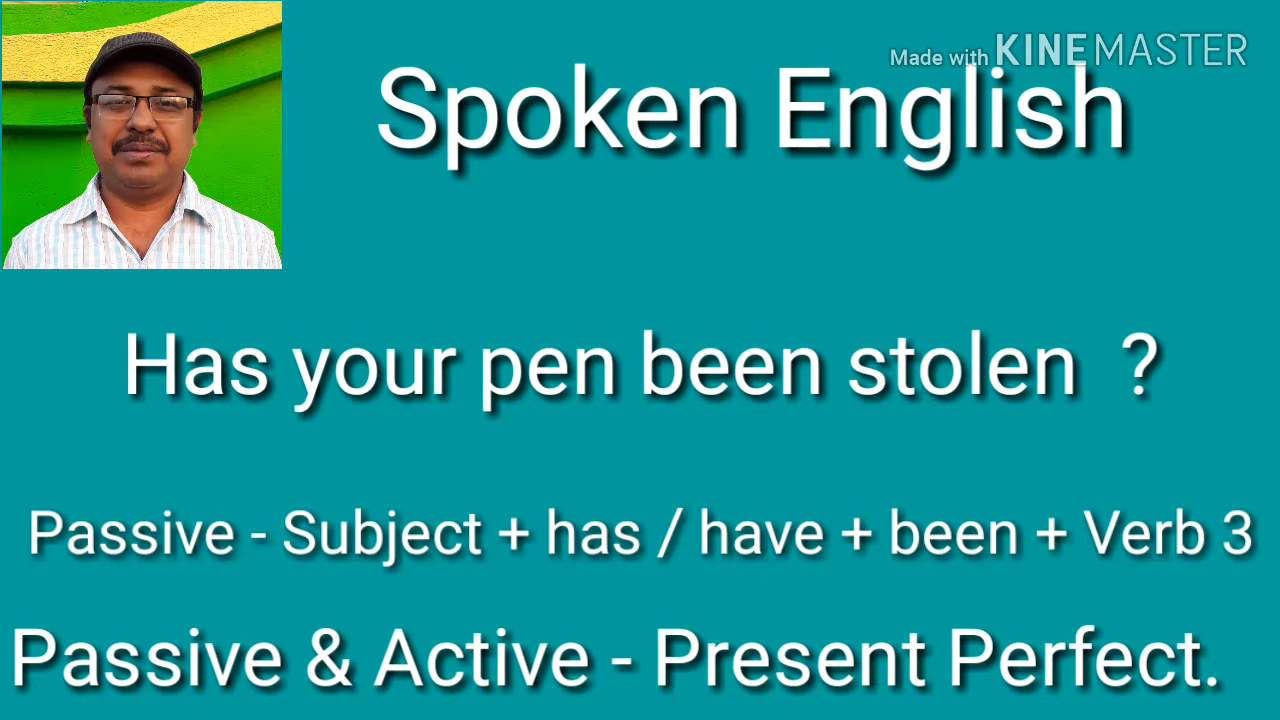 Made with KINEMASTER
Spoken English
Has your pen been stolen ?
Passive - Subject + has / have + been + Verb 3
Passive & Active - Present Perfect.